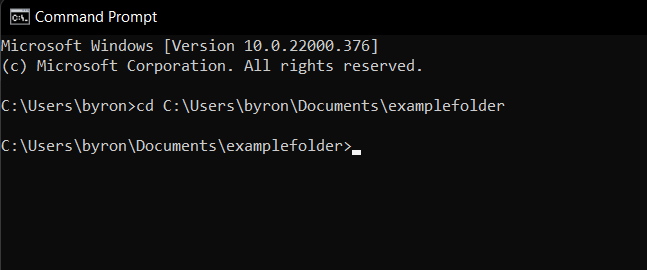 Command Prompt
Microsoft Windows [Version 10.0.22000.376]
(c) Microsoft Corporation. All rights reserved.
C:\Users\byron>cd C:\Users\byron\Documents\examplefolder
C:\Users\byron\Documents\examplefolder>